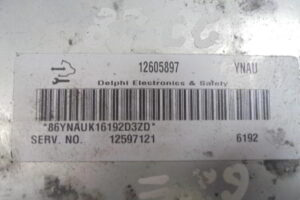 12605897 YNAU
Delphi Electronics & Safety
*86YNAUK16192D3ZD*
SERV. NO. 12597121 6192